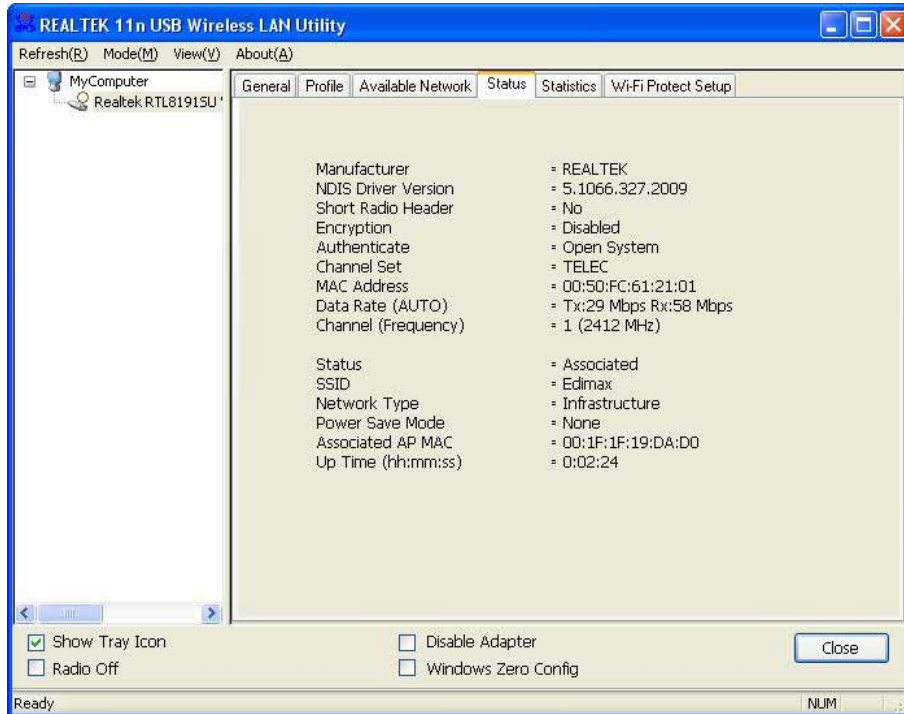 REALTEK 11n USB Wireless LAN Utility
Refresh(R) Mode(M) View(V) About(A)
MyComputer
Realtek RTL8191SU
General Profile Available Network Status Statistics Wi-Fi Protect Setup
Manufacturer = REALTEK
NDIS Driver Version = 5.1066.327.2009
Short Radio Header = No
Encryption = Disabled
Authenticate = Open System
Channel Set = TELEC
MAC Address = 00:50:FC:61:21:01
Data Rate (AUTO) = Tx:29 Mbps Rx:58 Mbps
Channel (Frequency) = 1 (2412 MHz)
Status = Associated
SSID = Edimax
Network Type = Infrastructure
Power Save Mode = None
Associated AP MAC = 00:1F:1F:19:DA:D0
Up Time (hh:mm:ss) = 0:02:24
Show Tray Icon
Disable Adapter
Close
Radio Off
Windows Zero Config
Ready
NUM